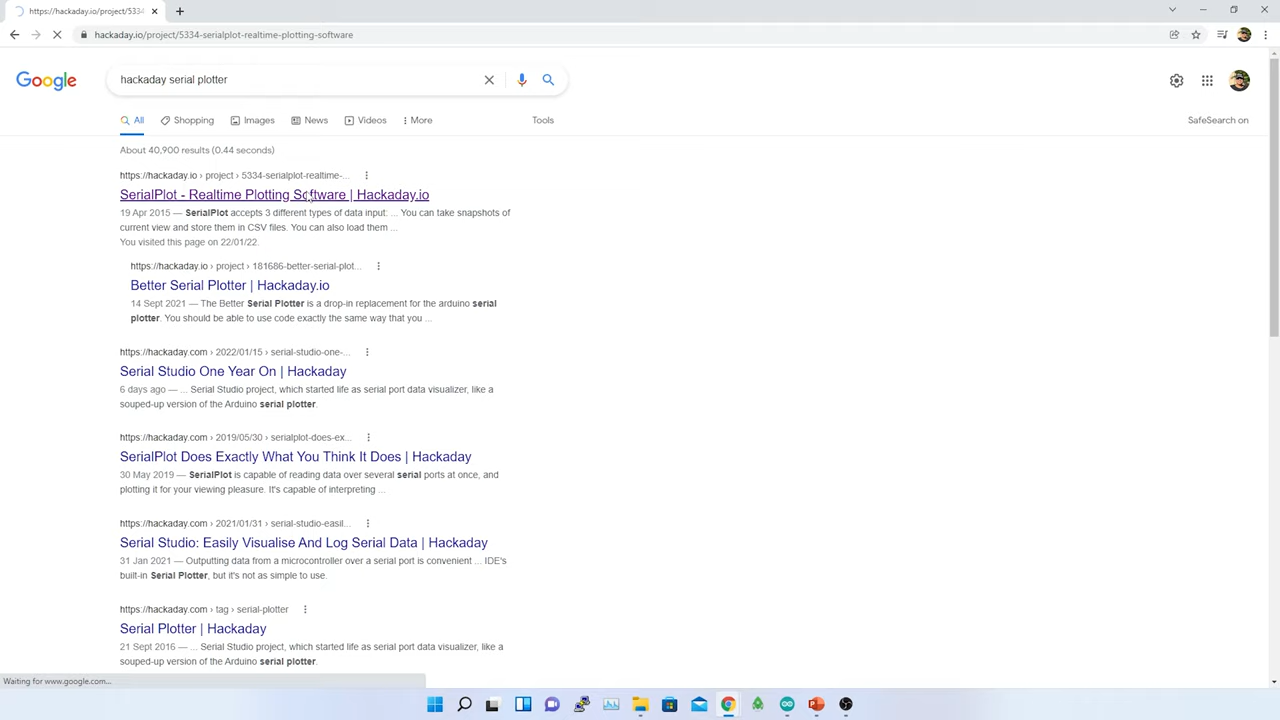 https://hackaday.io/project/5334
hackaday.io/project/5334-serialplot-realtime-plotting-software
Google
hackaday serial plotter
All
Shopping
Images
News
Videos
More
Tools
SafeSearch on
About 40,900 results (0.44 seconds)
https://hackaday.io › project › 5334-serialplot-realtime-...
SerialPlot - Realtime Plotting Software | Hackaday.io
19 Apr 2015 — SerialPlot accepts 3 different types of data input: ... You can take snapshots of
current view and store them in CSV files. You can also load them ...
You visited this page on 22/01/22.
https://hackaday.io › project › 181686-better-serial-plot...
Better Serial Plotter | Hackaday.io
14 Sept 2021 — The Better Serial Plotter is a drop-in replacement for the arduino serial
plotter. You should be able to use code exactly the same way that you ...
https://hackaday.com › 2022/01/15 › serial-studio-one-...
Serial Studio One Year On | Hackaday
6 days ago — ... Serial Studio project, which started life as serial port data visualizer, like a
souped-up version of the Arduino serial plotter.
https://hackaday.com › 2019/05/30 › serialplot-does-ex...
SerialPlot Does Exactly What You Think It Does | Hackaday
30 May 2019 — SerialPlot is capable of reading data over several serial ports at once, and
plotting it for your viewing pleasure. It's capable of interpreting ...
https://hackaday.com › 2021/01/31 › serial-studio-easil...
Serial Studio: Easily Visualise And Log Serial Data | Hackaday
31 Jan 2021 — Outputting data from a microcontroller over a serial port is convenient ... IDE's
built-in Serial Plotter, but it's not as simple to use.
https://hackaday.com › tag › serial-plotter
Serial Plotter | Hackaday
21 Sept 2016 — ... Serial Studio project, which started life as serial port data visualizer, like a
souped-up version of the Arduino serial plotter.
Waiting for www.google.com...